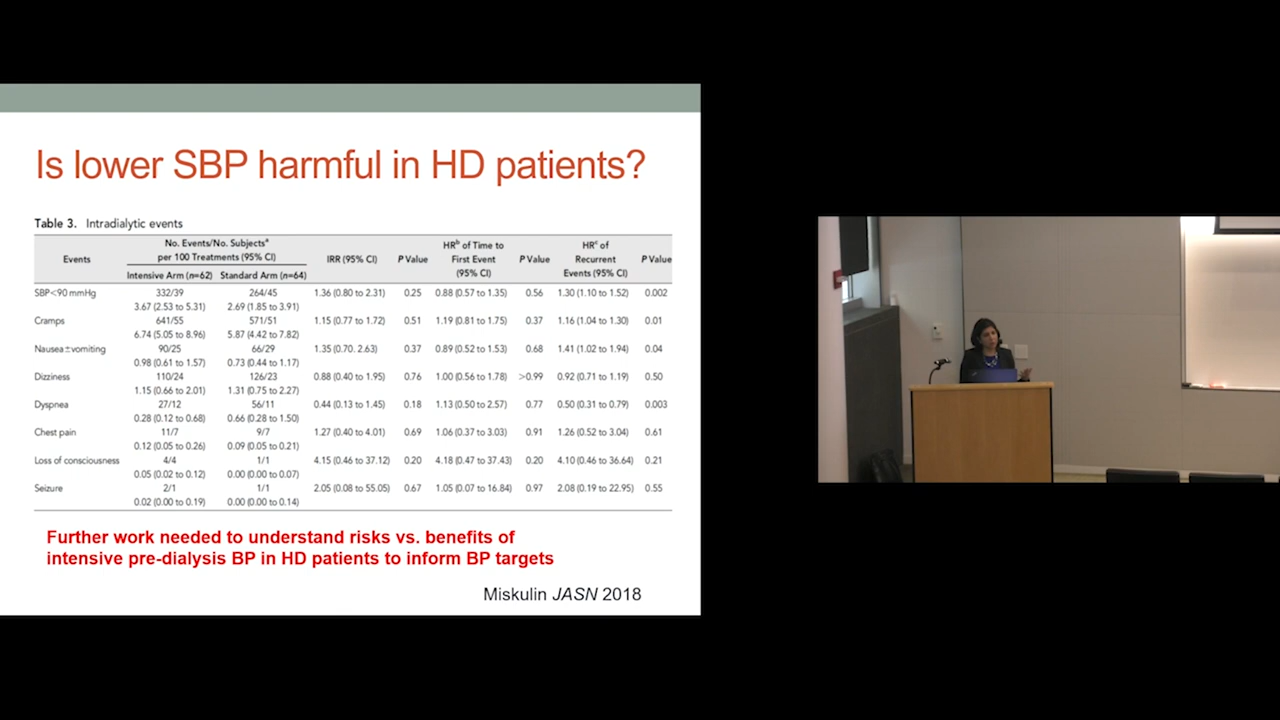 Is lower SBP harmful in HD patients?
Table 3. Intradialytic events
Events No. Events/No. Subjectsᵃ per 100 Treatments (95% CI) IRR (95% CI) P Value HRᵇ of Time to First Event (95% CI) P Value HRᶜ of Recurrent Events (95% CI) P Value
Intensive Arm (n=62) Standard Arm (n=64)
SBP<90 mmHg 332/39 264/45 1.36 (0.80 to 2.31) 0.25 0.88 (0.57 to 1.35) 0.56 1.30 (1.10 to 1.52) 0.002
3.67 (2.53 to 5.31) 2.69 (1.85 to 3.91)
Cramps 641/55 571/51 1.15 (0.77 to 1.72) 0.51 1.19 (0.81 to 1.75) 0.37 1.16 (1.04 to 1.30) 0.01
6.74 (5.05 to 8.96) 5.87 (4.42 to 7.82)
Nausea±vomiting 90/25 66/29 1.35 (0.70. 2.63) 0.37 0.89 (0.52 to 1.53) 0.68 1.41 (1.02 to 1.94) 0.04
0.98 (0.61 to 1.57) 0.73 (0.44 to 1.17)
Dizziness 110/24 126/23 0.88 (0.40 to 1.95) 0.76 1.00 (0.56 to 1.78) >0.99 0.92 (0.71 to 1.19) 0.50
1.15 (0.66 to 2.01) 1.31 (0.75 to 2.27)
Dyspnea 27/12 56/11 0.44 (0.13 to 1.45) 0.18 1.13 (0.50 to 2.57) 0.77 0.50 (0.31 to 0.79) 0.003
0.28 (0.12 to 0.68) 0.66 (0.28 to 1.50)
Chest pain 11/7 9/7 1.27 (0.40 to 4.01) 0.69 1.06 (0.37 to 3.03) 0.91 1.26 (0.52 to 3.04) 0.61
0.12 (0.05 to 0.26) 0.09 (0.05 to 0.21)
Loss of consciousness 4/4 1/1 4.15 (0.46 to 37.12) 0.20 4.18 (0.47 to 37.43) 0.20 4.10 (0.46 to 36.64) 0.21
0.05 (0.02 to 0.12) 0.00 (0.00 to 0.07)
Seizure 2/1 1/1 2.05 (0.08 to 55.05) 0.67 1.05 (0.07 to 16.84) 0.97 2.08 (0.19 to 22.95) 0.55
0.02 (0.00 to 0.19) 0.00 (0.00 to 0.14)
Further work needed to understand risks vs. benefits of
intensive pre-dialysis BP in HD patients to inform BP targets
Miskulin JASN 2018